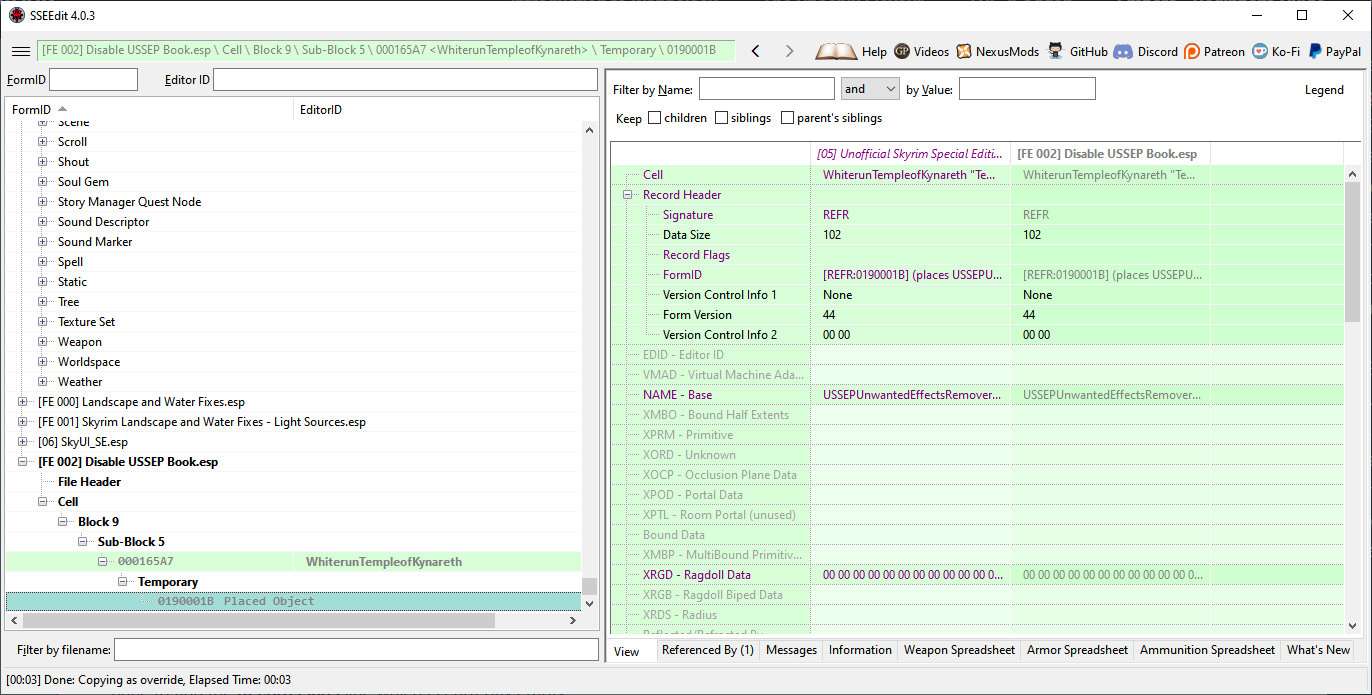 SSEEdit 4.0.3
[FE 002] Disable USSEP Book.esp \ Cell \ Block 9 \ Sub-Block 5 \ 000165A7 <WhiterunTempleofKynareth> \ Temporary \ 0190001B
Help GP Videos NexusMods GitHub Discord Patreon Ko-Fi PayPal
FormID Editor ID
FormID EditorID
Scene
Scroll
Shout
Soul Gem
Story Manager Quest Node
Sound Descriptor
Sound Marker
Spell
Static
Tree
Texture Set
Weapon
Worldspace
Weather
[FE 000] Landscape and Water Fixes.esp
[FE 001] Skyrim Landscape and Water Fixes - Light Sources.esp
[06] SkyUI_SE.esp
[FE 002] Disable USSEP Book.esp
File Header
Cell
Block 9
Sub-Block 5
000165A7 WhiterunTempleofKynareth
Temporary
0190001B Placed Object
Filter by filename:
Filter by Name: and by Value: Legend
Keep children siblings parent's siblings
[05] Unofficial Skyrim Special Editi... [FE 002] Disable USSEP Book.esp
Cell WhiterunTempleofKynareth "Te... WhiterunTempleofKynareth "Te...
Record Header
Signature REFR REFR
Data Size 102 102
Record Flags
FormID [REFR:0190001B] (places USSEPU... [REFR:0190001B] (places USSEPU...
Version Control Info 1 None None
Form Version 44 44
Version Control Info 2 00 00 00 00
EDID - Editor ID
VMAD - Virtual Machine Ada...
NAME - Base USSEPUnwantedEffectsRemover... USSEPUnwantedEffectsRemover...
XMBO - Bound Half Extents
XPRM - Primitive
XORD - Unknown
XOCP - Occlusion Plane Data
XPOD - Portal Data
XPTL - Room Portal (unused)
Bound Data
XMBP - MultiBound Primitiv...
XRGD - Ragdoll Data 00 00 00 00 00 00 00 00 00 00 00 0... 00 00 00 00 00 00 00 00 00 00 00 0...
XRGB - Ragdoll Biped Data
XRDS - Radius
Reflected/Refracted By
View Referenced By (1) Messages Information Weapon Spreadsheet Armor Spreadsheet Ammunition Spreadsheet What's New
[00:03] Done: Copying as override, Elapsed Time: 00:03